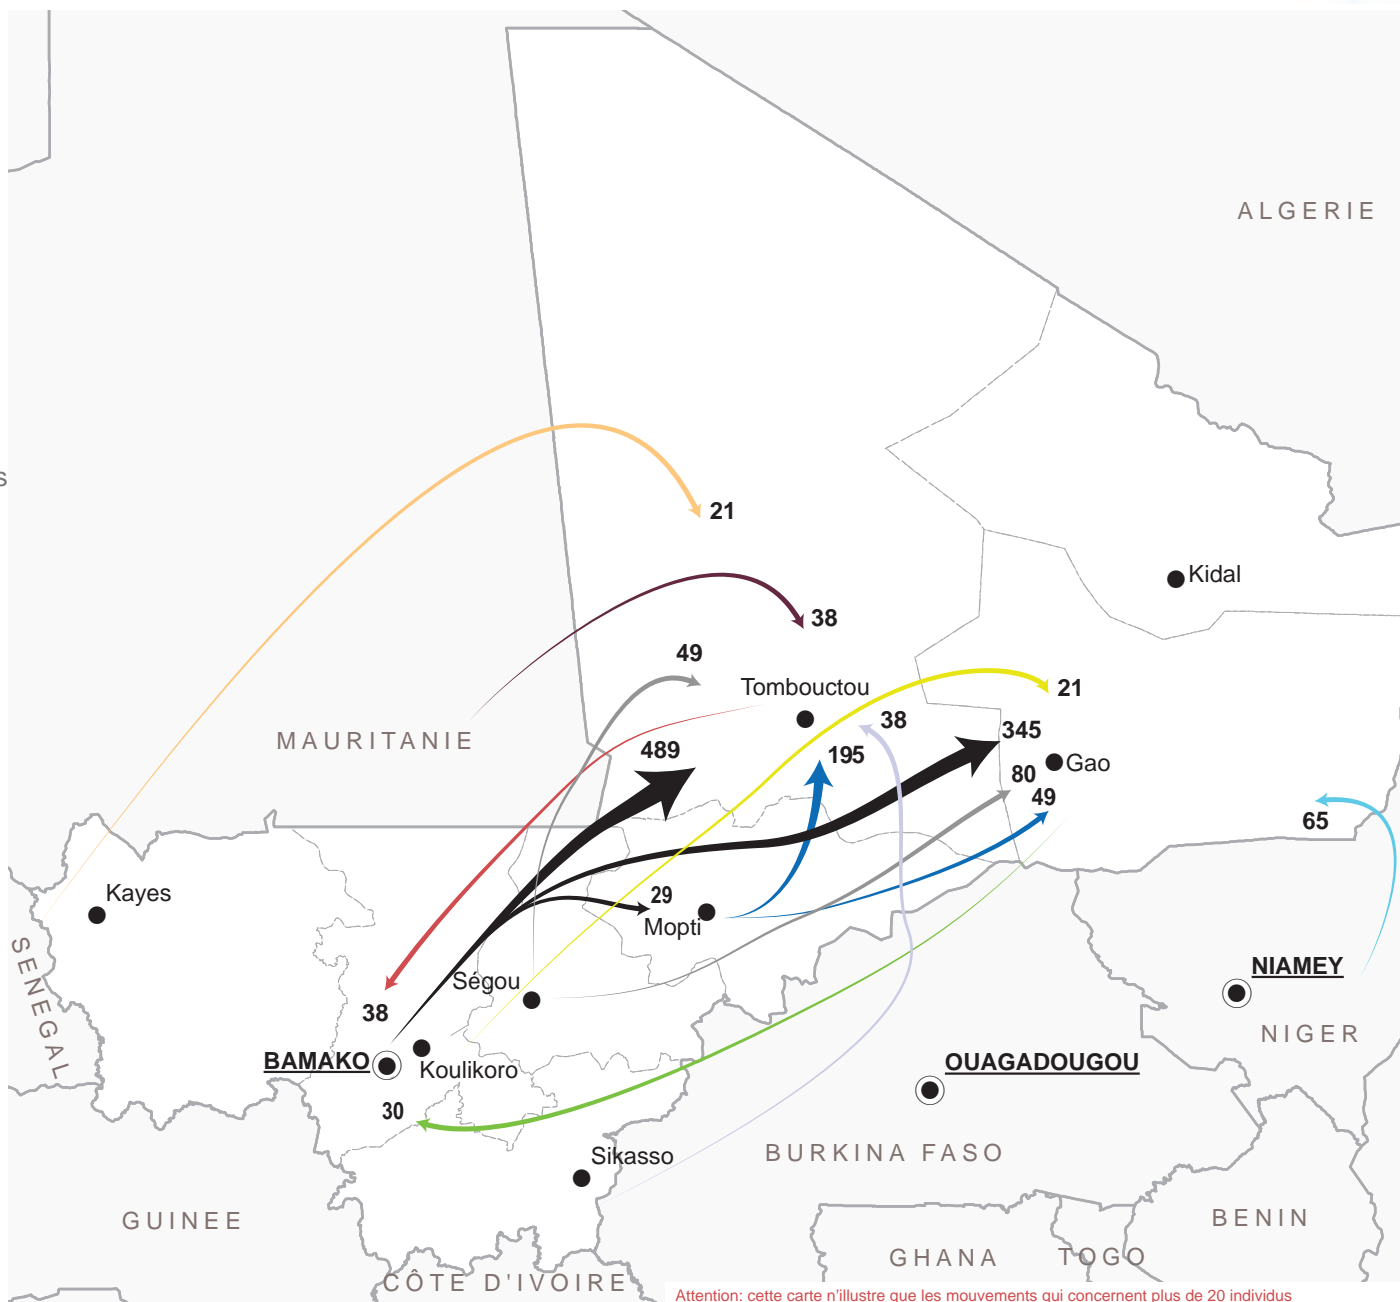 ALGERIE
s
21
Kidal
38
49
Tombouctou
21
38
MAURITANIE
489
345
195
Gao
80
49
65
Kayes
29
Mopti
SENEGAL
Ségou
NIAMEY
38
NIGER
BAMAKO
Koulikoro
OUAGADOUGOU
30
Sikasso
BURKINA FASO
GUINEE
BENIN
GHANA
TOGO
CÔTE D'IVOIRE
Attention: cette carte n'illustre que les mouvements qui concernent plus de 20 individus